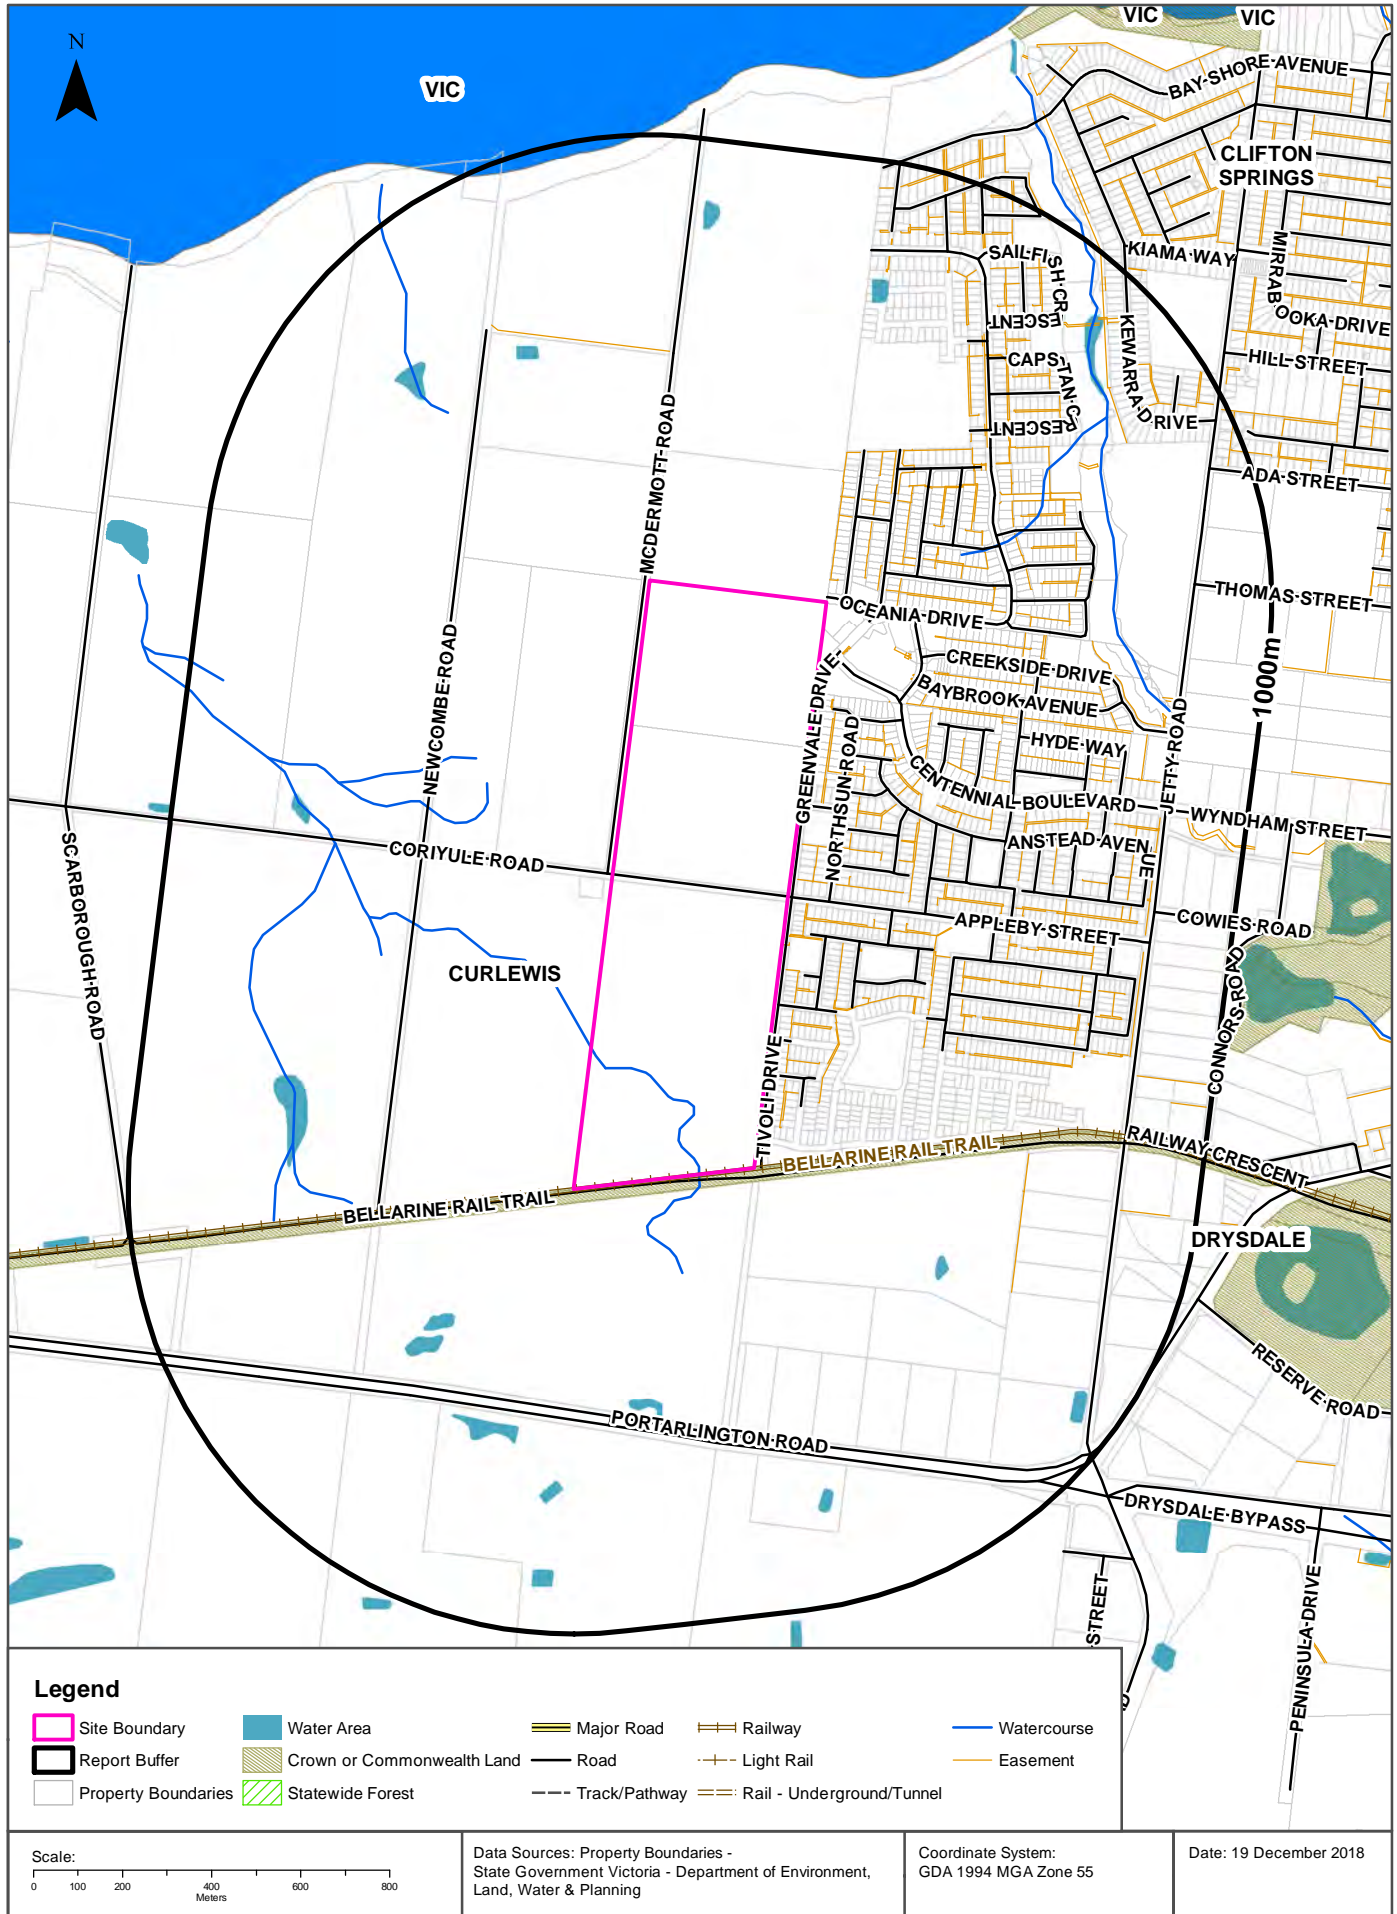 VIC
VIC
N
VIC
BAY-SHORE-AVENUE
CLIFTON
SPRINGS
KIAMA WAY
MIRRABOOKA-DRIVE
SAILFISH CRESCENT
KEWARRA-DRIVE
HILL-STREET
CAPSTAN CRESCENT
MCDERMOTT-ROAD
ADA-STREET
THOMAS-STREET
OCEANIA-DRIVE
1000m
NEWCOMBE-ROAD
CREEKSIDE-DRIVE
GREENVALE-DRIVE
BAYBROOK-AVENUE
JETTY-ROAD
NORTHSUN-ROAD
HYDE-WAY
CENTENNIAL-BOULEVARD
WYNDHAM-STREET
SCARBOROUGH-ROAD
CORIYULE-ROAD
ANSTEAD-AVENUE
APPLEBY-STREET
COWIES-ROAD
CURLEWIS
CONNORS-ROAD
TIVOLI-DRIVE
BELLARINE-RAIL TRAIL
RAILWAY-CRESCENT
BELLARINE RAIL TRAIL
DRYSDALE
RESERVE-ROAD
PORTARLINGTON-ROAD
DRYSDALE-BYPASS
STREET
PENINSULA-DRIVE
Legend
Site Boundary
Water Area
Major Road
Railway
Watercourse
Report Buffer
Crown or Commonwealth Land
Road
Light Rail
Easement
Property Boundaries
Statewide Forest
Track/Pathway
Rail - Underground/Tunnel
Scale:
0 100 200 400 600 800
Meters
Data Sources: Property Boundaries -
State Government Victoria - Department of Environment,
Land, Water & Planning
Coordinate System:
GDA 1994 MGA Zone 55
Date: 19 December 2018